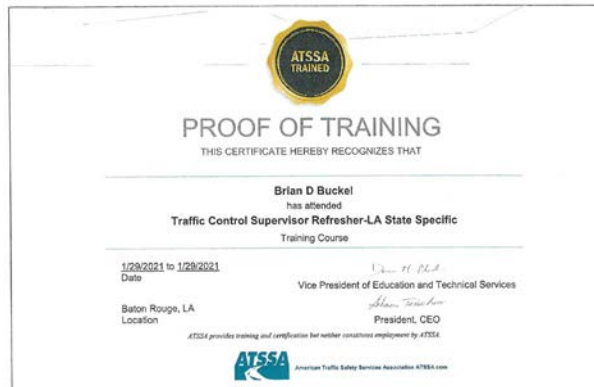 ATSSA
TRAINED
PROOF OF TRAINING
THIS CERTIFICATE HEREBY RECOGNIZES THAT
Brian D Buckel
has attended
Traffic Control Supervisor Refresher-LA State Specific
Training Course
1/29/2021 to 1/29/2021
Date
Vice President of Education and Technical Services
Baton Rouge, LA
Location
President, CEO
ATSSA provides training and certification but neither constitutes employment by ATSSA.
ATSSA American Traffic Safety Services Association ATSSA.com